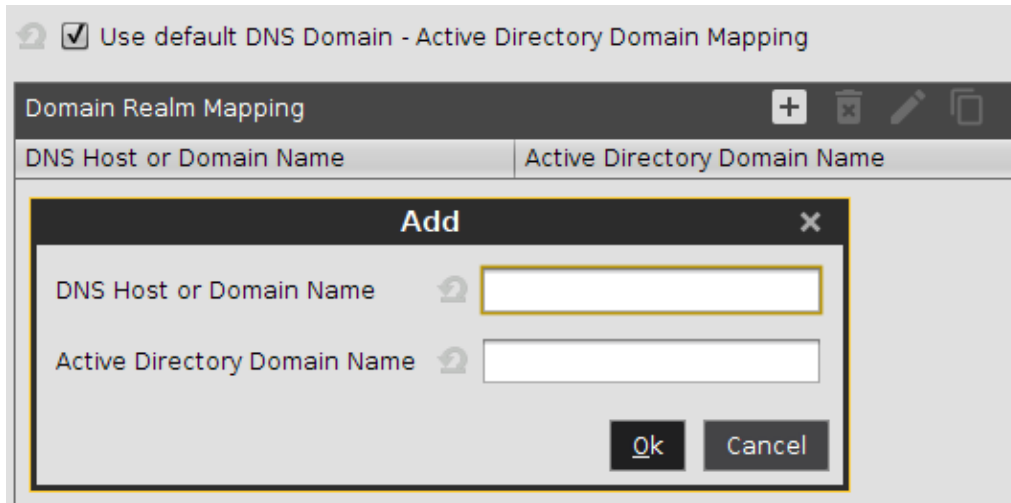 Use default DNS Domain - Active Directory Domain Mapping
Domain Realm Mapping
DNS Host or Domain Name Active Directory Domain Name
Add
DNS Host or Domain Name
Active Directory Domain Name
Ok Cancel